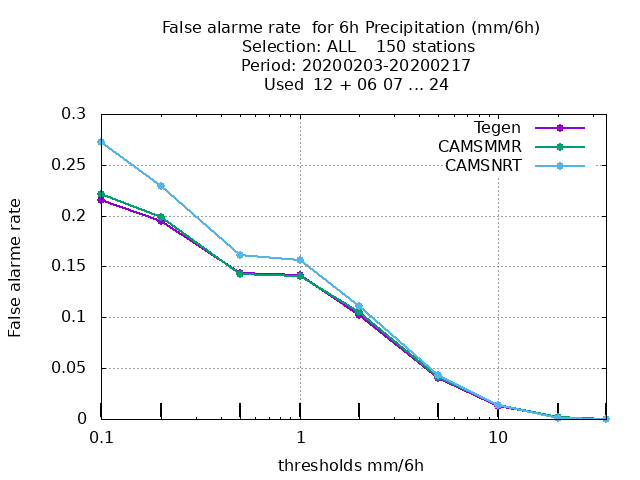 False alarme rate  for 6h Precipitation (mm/6h)
Selection: ALL    150 stations
Period: 20200203-20200217
Used  12 + 06 07 ... 24
0.3
0.25
0.2
0.15
0.1
0.05
0
False alarme rate
Tegen
CAMSMMR
CAMSNRT
0.1 1 10
thresholds mm/6h